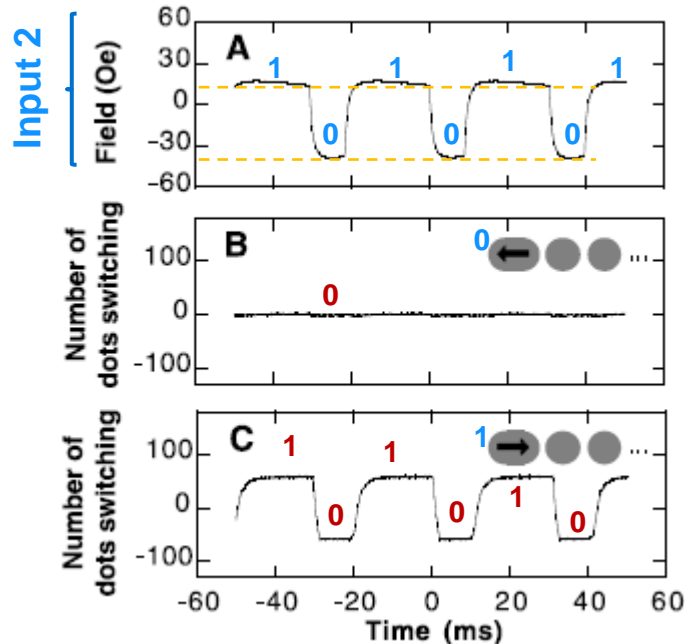 Input 2
Field (Oe)
60
30
0
-30
-60
A
1 1 1 1
0 0 0
Number of
dots switching
100
0
-100
B
0
...
0
Number of
dots switching
100
0
-100
C
1 1 1
...
1
0 0 0
-60 -40 -20 0 20 40 60
Time (ms)